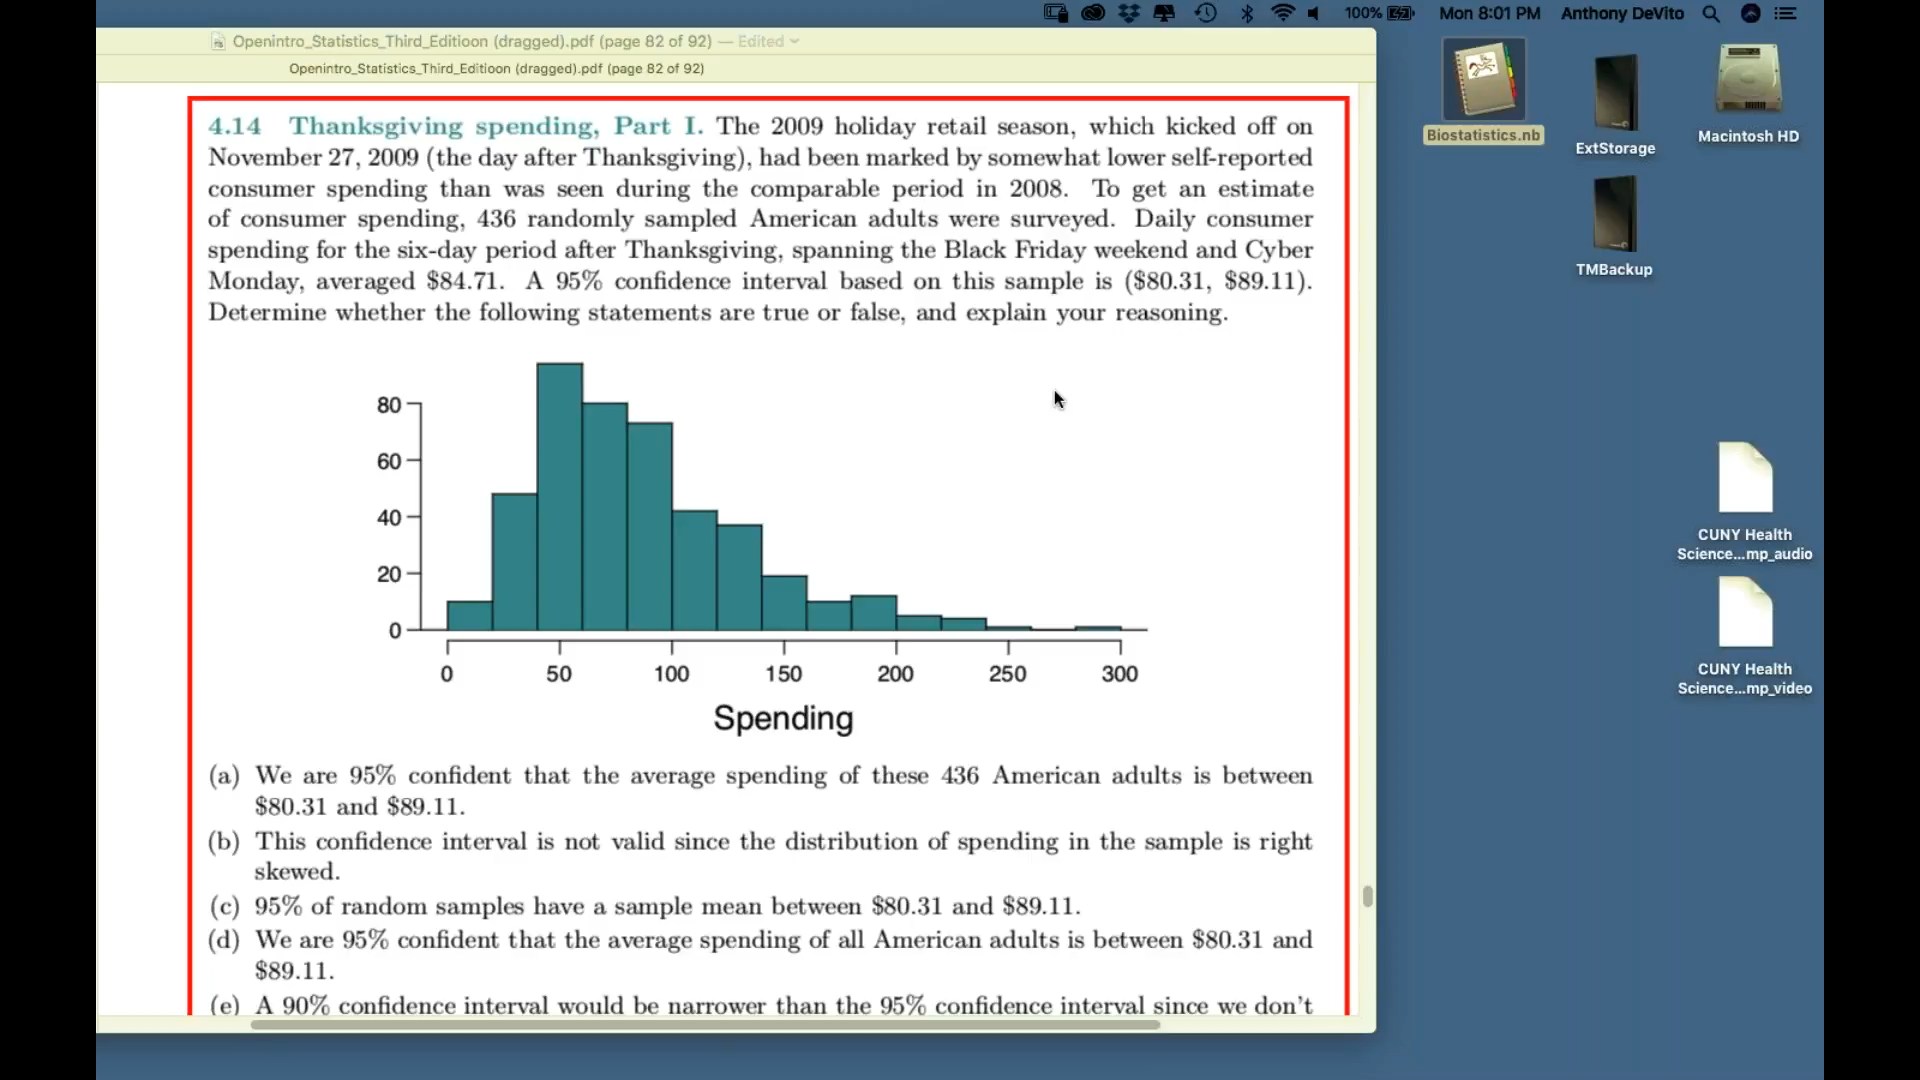 100%
Mon 8:01 PM
Anthony DeVito
Openintro_Statistics_Third_Editioon (dragged).pdf (page 82 of 92) — Edited
Openintro_Statistics_Third_Editioon (dragged).pdf (page 82 of 92)
4.14 Thanksgiving spending, Part I. The 2009 holiday retail season, which kicked off on
November 27, 2009 (the day after Thanksgiving), had been marked by somewhat lower self-reported
consumer spending than was seen during the comparable period in 2008. To get an estimate
of consumer spending, 436 randomly sampled American adults were surveyed. Daily consumer
spending for the six-day period after Thanksgiving, spanning the Black Friday weekend and Cyber
Monday, averaged $84.71. A 95% confidence interval based on this sample is ($80.31, $89.11).
Determine whether the following statements are true or false, and explain your reasoning.
80
60
40
20
0
0 50 100 150 200 250 300
Spending
(a) We are 95% confident that the average spending of these 436 American adults is between
$80.31 and $89.11.
(b) This confidence interval is not valid since the distribution of spending in the sample is right
skewed.
(c) 95% of random samples have a sample mean between $80.31 and $89.11.
(d) We are 95% confident that the average spending of all American adults is between $80.31 and
$89.11.
(e) A 90% confidence interval would be narrower than the 95% confidence interval since we don't
Biostatistics.nb
ExtStorage
Macintosh HD
TMBackup
CUNY Health
Science...mp_audio
CUNY Health
Science...mp_video